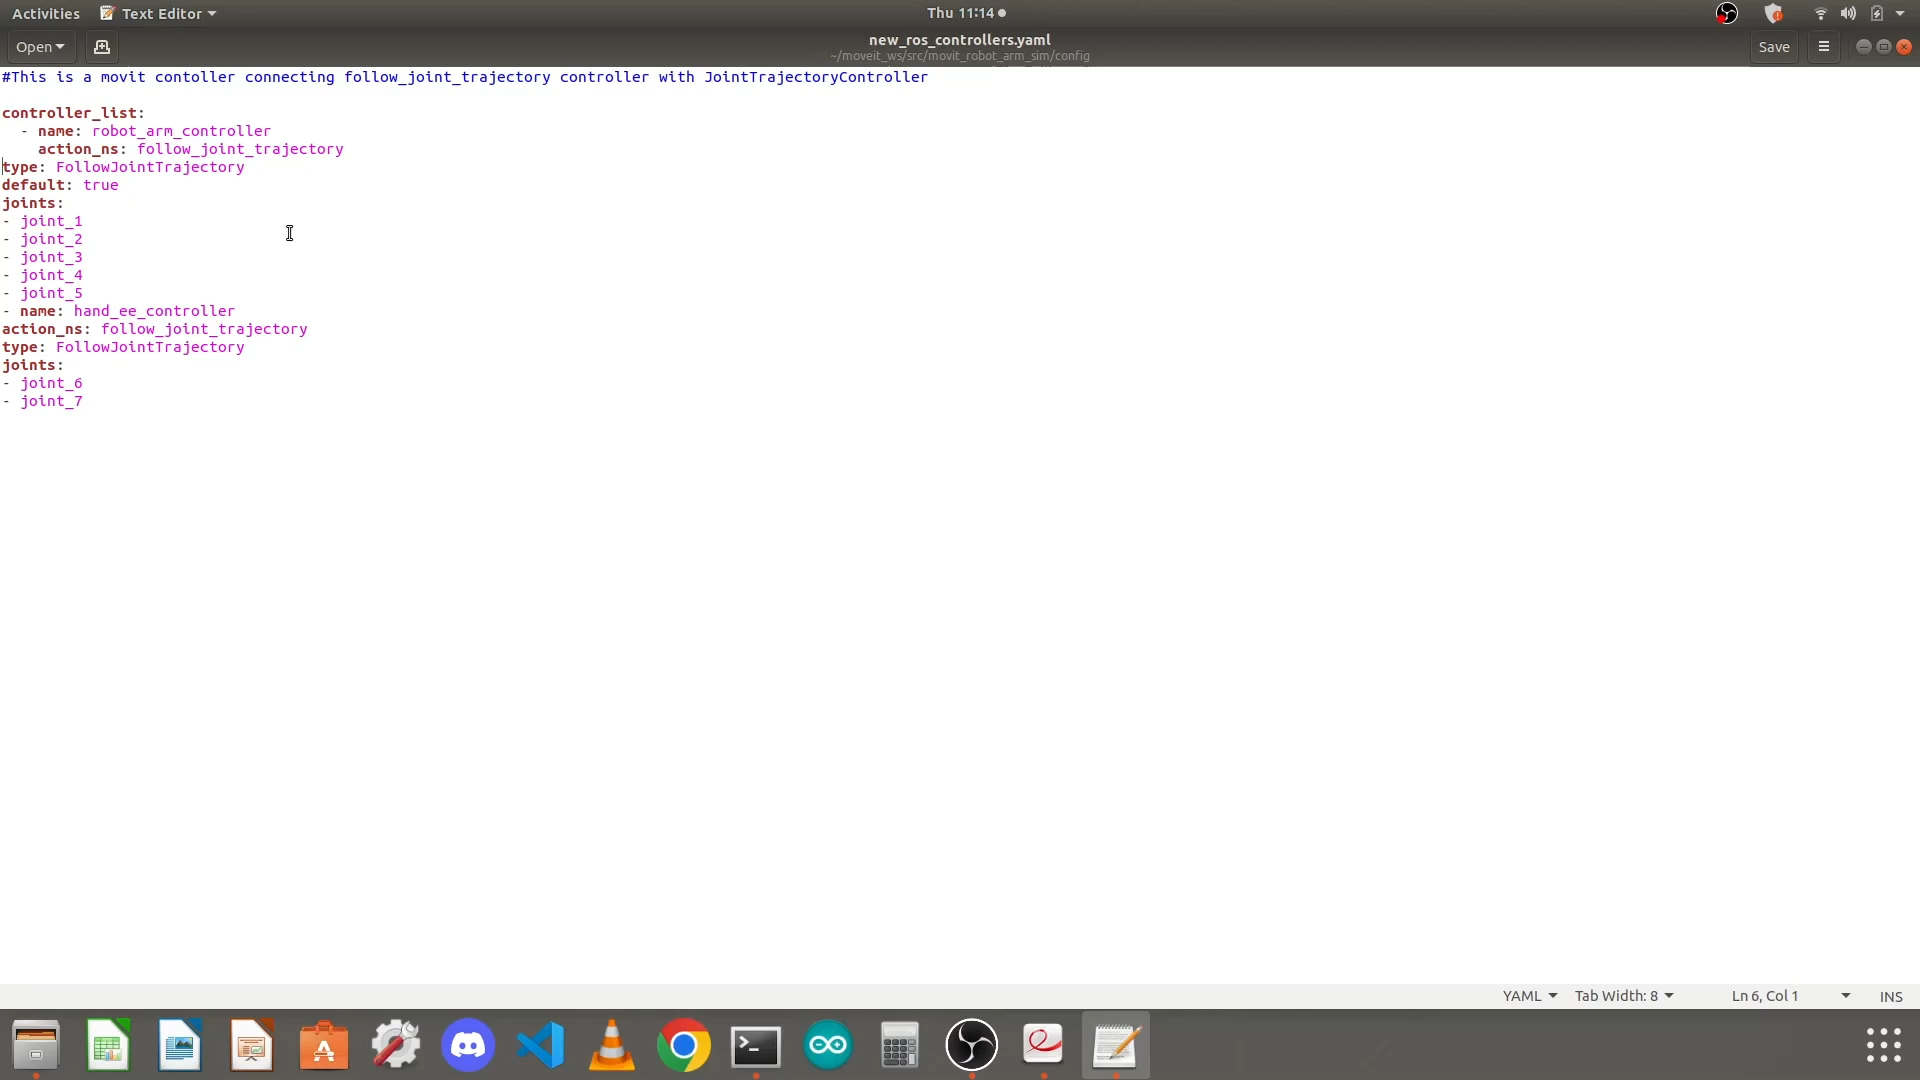 Activities Text Editor Thu 11:14
Open new_ros_controllers.yaml Save
~/moveit_ws/src/movit_robot_arm_sim/config
#This is a movit contoller connecting follow_joint_trajectory controller with JointTrajectoryController
controller_list:
  - name: robot_arm_controller
    action_ns: follow_joint_trajectory
type: FollowJointTrajectory
default: true
joints:
- joint_1
- joint_2
- joint_3
- joint_4
- joint_5
- name: hand_ee_controller
action_ns: follow_joint_trajectory
type: FollowJointTrajectory
joints:
- joint_6
- joint_7
YAML Tab Width: 8 Ln 6, Col 1 INS